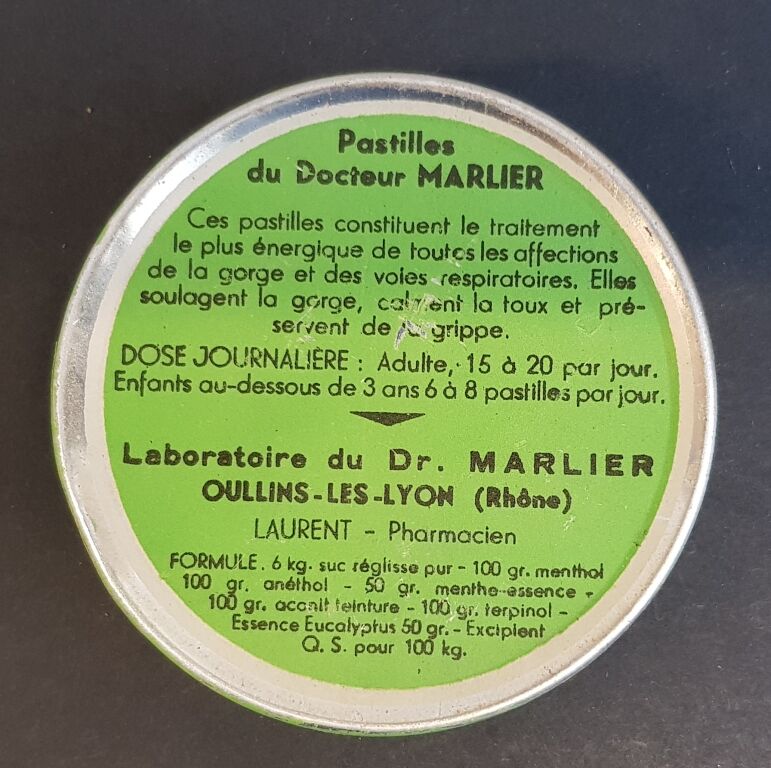 Pastilles
du Docteur MARLIER
Ces pastilles constituent le traitement
le plus énergique de toutes les affections
de la gorge et des voies respiratoires. Elles
soulagent la gorge, calment la toux et pré-
servent de la grippe.
DOSE JOURNALIÈRE : Adulte, 15 à 20 par jour.
Enfants au-dessous de 3 ans 6 à 8 pastilles par jour.
Laboratoire du Dr. MARLIER
OULLINS-LES-LYON (Rhône)
LAURENT - Pharmacien
FORMULE. 6 kg. suc réglisse pur - 100 gr. menthol
100 gr. anéthol - 50 gr. menthe-essence -
100 gr. aconit teinture - 100 gr. terpinol -
Essence Eucalyptus 50 gr. - Excipient
Q. S. pour 100 kg.